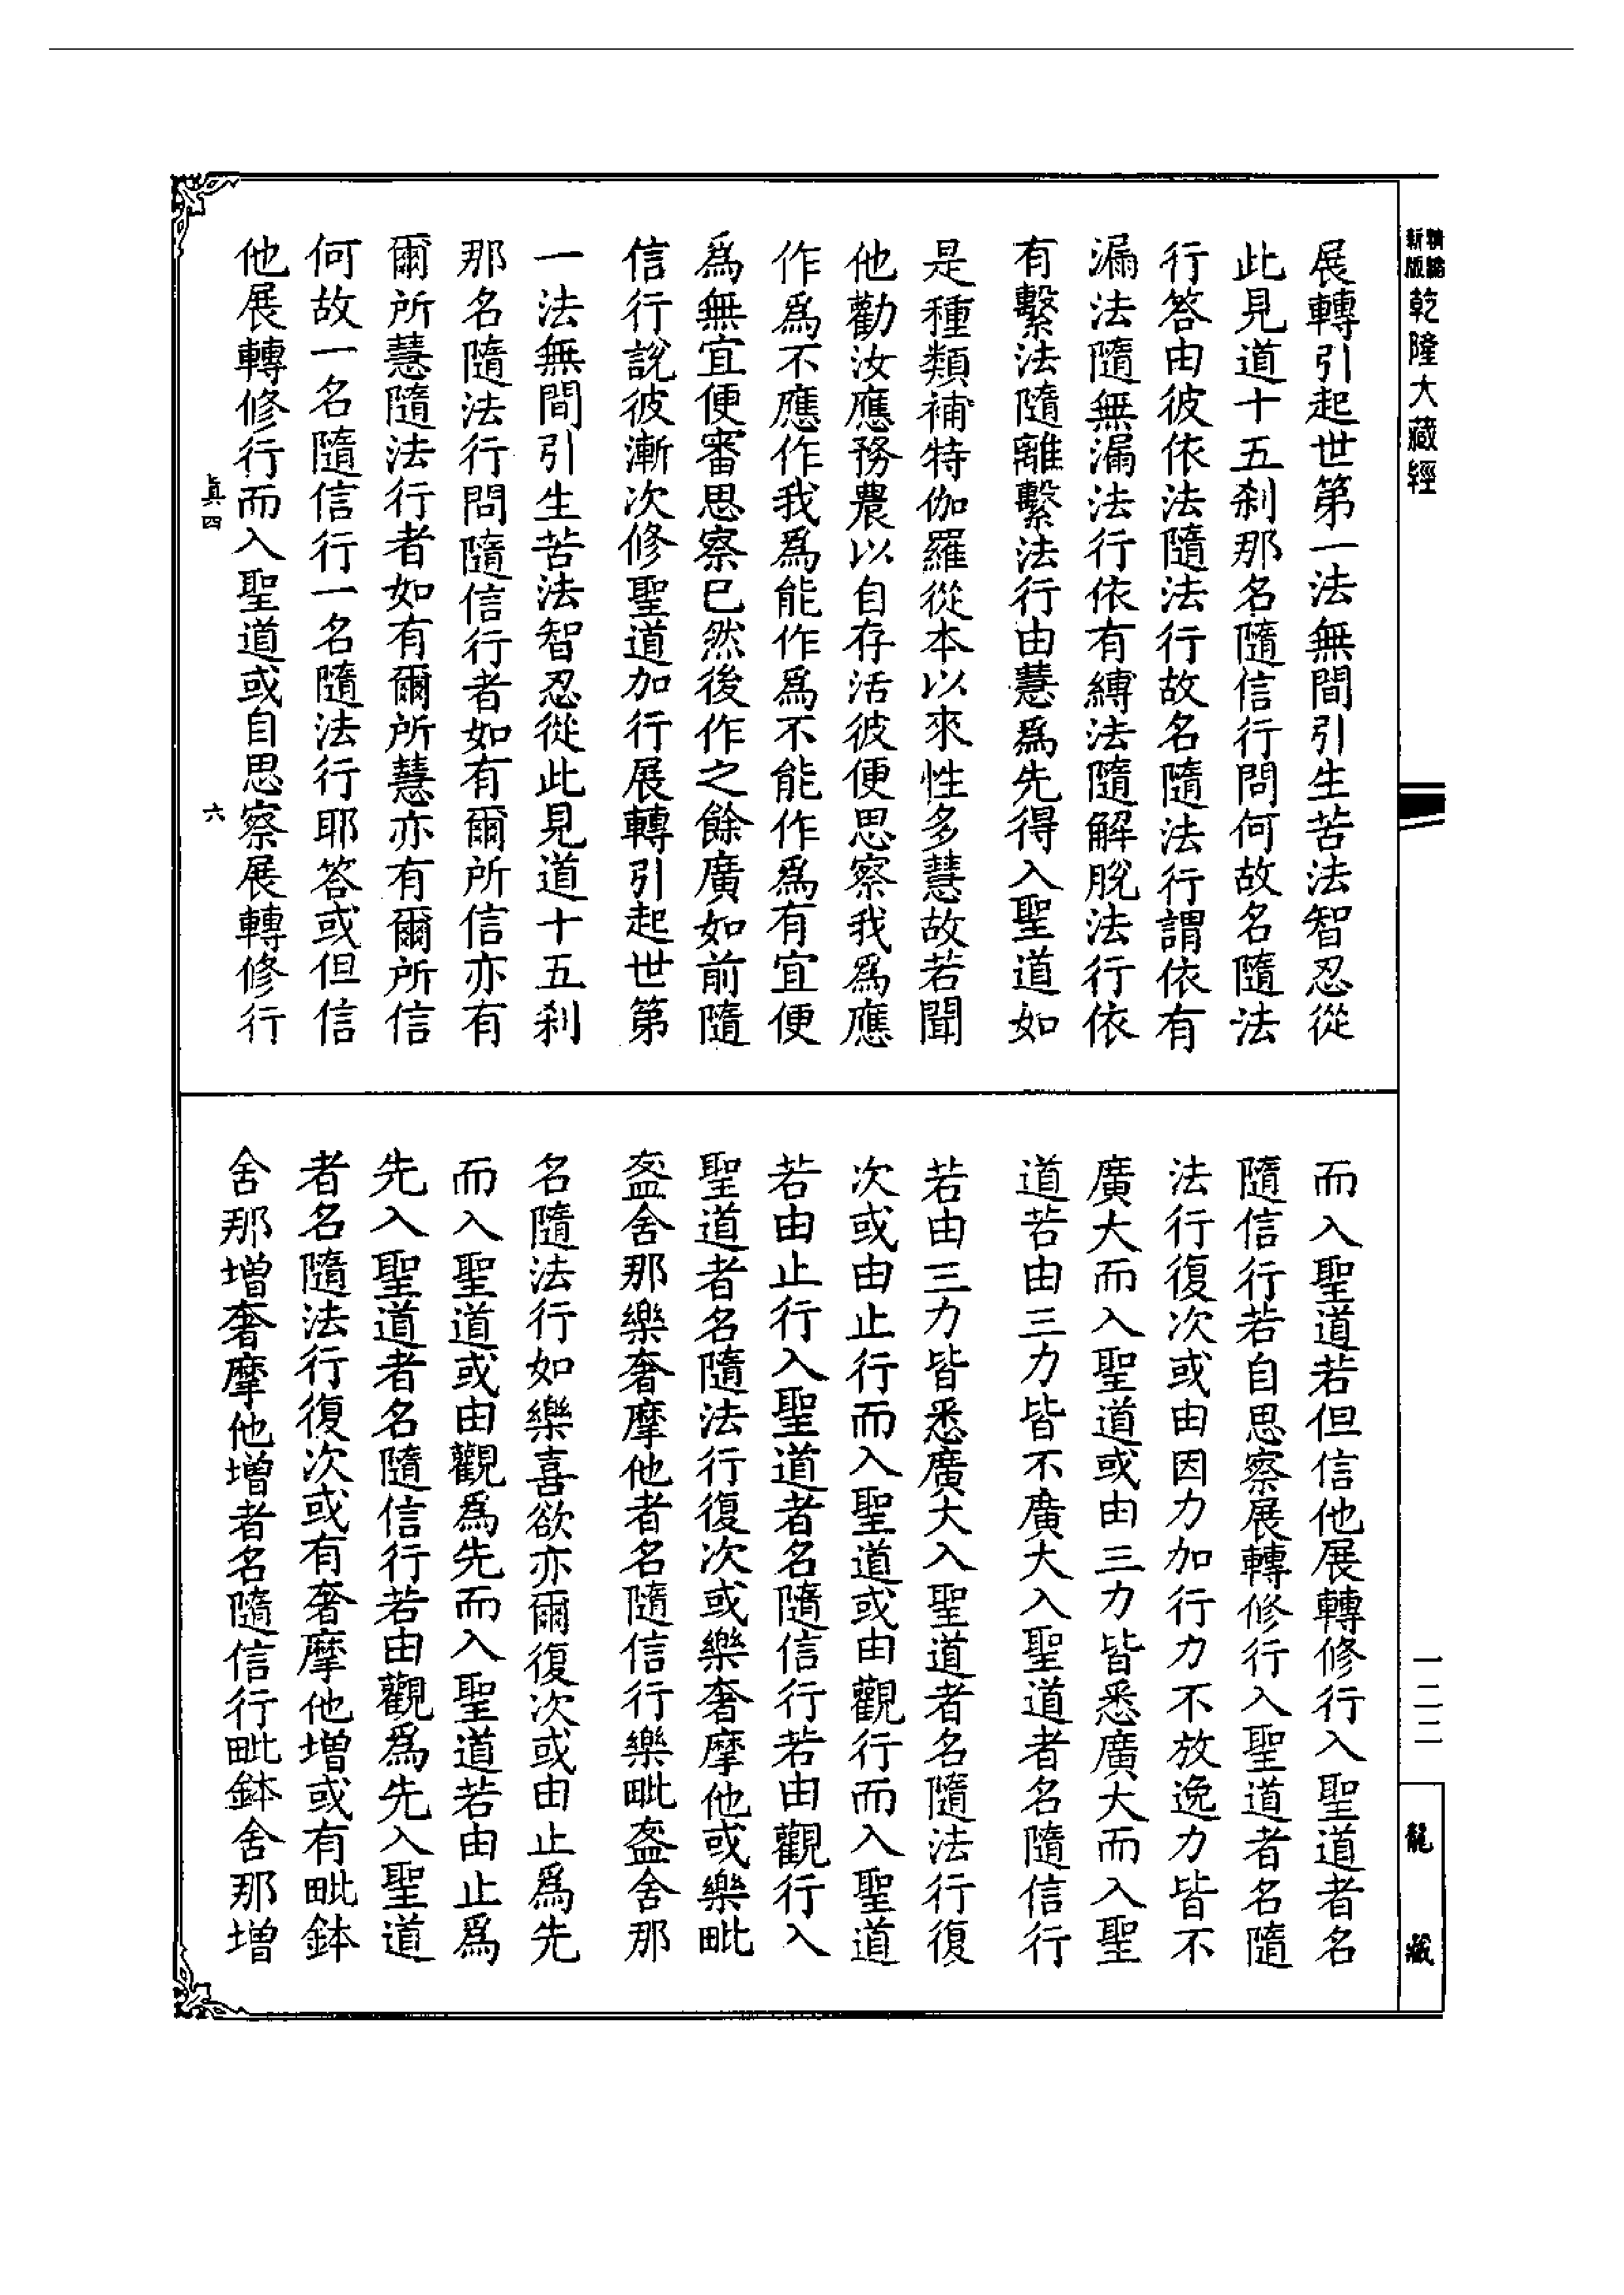 新版
精縮
乾隆大藏經
展轉引起世第一法無間引生苦法智忍從
此見道十五刹那名隨信行問何故名隨法
行答由彼依法隨法行故名隨法行謂依有
漏法隨無漏法行依有縛法隨解脫法行依
有繫法隨離繫法行由慧爲先得入聖道如
是種類補特伽羅從本以來性多慧故若聞
他勸汝應務農以自存活彼便思察我爲應
作爲不應作我爲能作爲不能作爲有宜便
爲無宜便審思察已然後作之餘廣如前隨
信行說彼漸次修聖道加行展轉引起世第
一法無間引生苦法智忍從此見道十五刹
那名隨法行問隨信行者如有爾所信亦有
爾所慧隨法行者如有爾所慧亦有爾所信
何故一名隨信行一名隨法行耶答或但信
他展轉修行而入聖道或自思察展轉修行
真四
六
而入聖道若但信他展轉修行入聖道者名
隨信行若自思察展轉修行入聖道者名隨
法行復次或由因力加行力不放逸力皆不
廣大而入聖道或由三力皆悉廣大而入聖
道若由三力皆不廣大入聖道者名隨信行
若由三力皆悉廣大入聖道者名隨法行復
次或由止行而入聖道或由觀行而入聖道
若由止行入聖道者名隨信行若由觀行入
聖道者名隨法行復次或樂奢摩他或樂毗
盔舍那樂奢摩他者名隨信行樂毗盔舍那
名隨法行如樂喜欲亦爾復次或由止爲先
而入聖道或由觀爲先而入聖道若由止爲
先入聖道者名隨信行若由觀爲先入聖道
者名隨法行復次或有奢摩他增或有毗鉢
舍那增奢摩他增者名隨信行毗鉢舍那增
一二二
龍藏